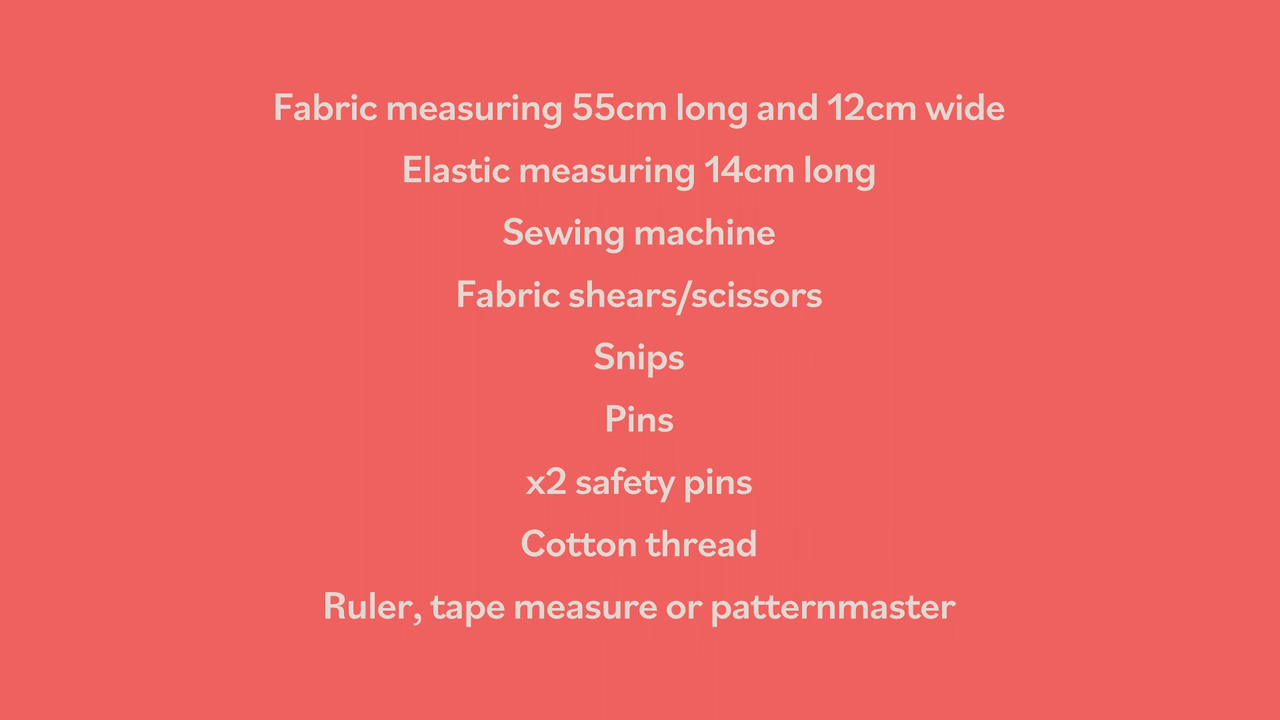 Fabric measuring 55cm long and 12cm wide
Elastic measuring 14cm long
Sewing machine
Fabric shears/scissors
Snips
Pins
x2 safety pins
Cotton thread
Ruler, tape measure or patternmaster